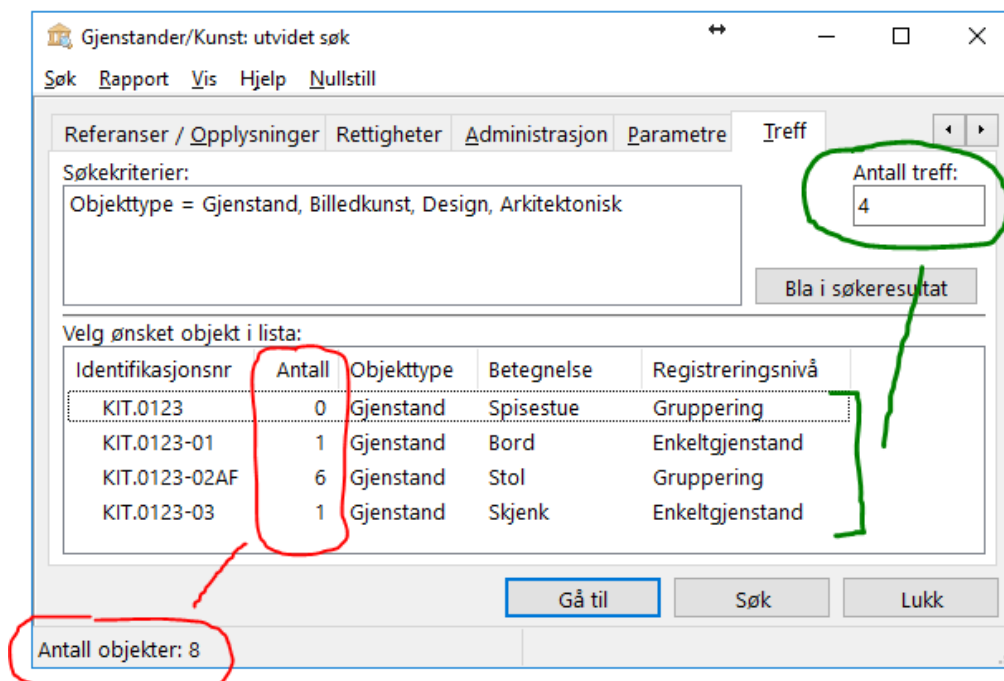 Gjenstander/Kunst: utvidet søk
Søk Rapport Vis Hjelp Nullstill
Referanser / Opplysninger Rettigheter Administrasjon Parametre Treff
Søkekriterier: Antall treff:
Objekttype = Gjenstand, Billedkunst, Design, Arkitektonisk 4
Bla i søkeresultat
Velg ønsket objekt i lista:
Identifikasjonsnr Antall Objekttype Betegnelse Registreringsnivå
KIT.0123 0 Gjenstand Spisestue Gruppering
KIT.0123-01 1 Gjenstand Bord Enkeltgjenstand
KIT.0123-02AF 6 Gjenstand Stol Gruppering
KIT.0123-03 1 Gjenstand Skjenk Enkeltgjenstand
Gå til Søk Lukk
Antall objekter: 8